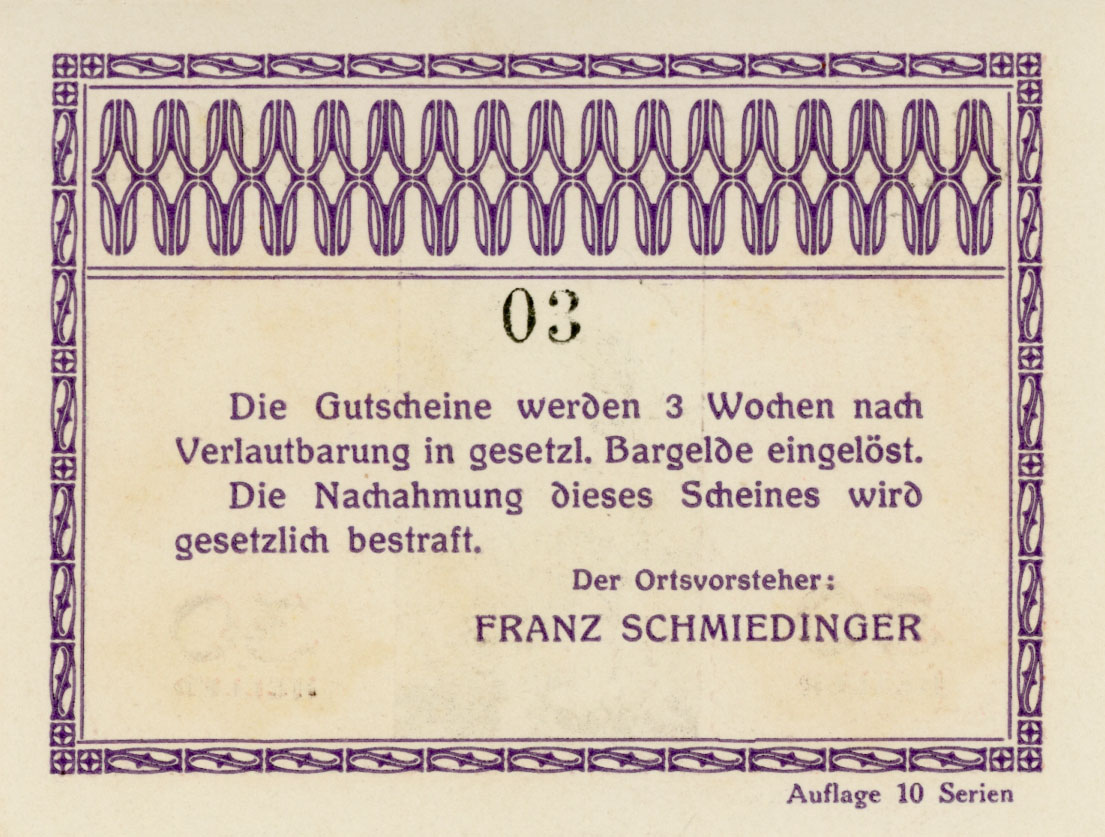 03
Die Gutscheine werden 3 Wochen nach
Verlautbarung in gesetzl. Bargelde eingelöst.
Die Nachahmung dieses Scheines wird
gesetzlich bestraft.
Der Ortsvorsteher:
FRANZ SCHMIEDINGER
Auflage 10 Serien